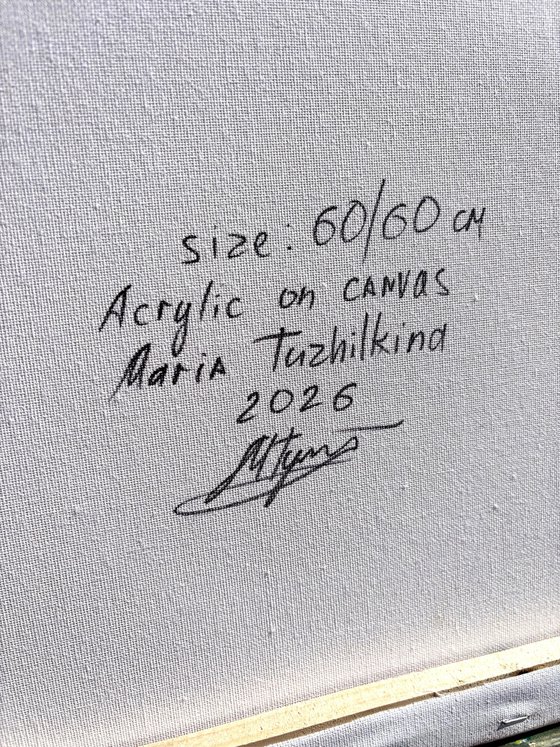 size: 60/60 CM
Acrylic on CANVAS
Maria Tuzhilkina
2026